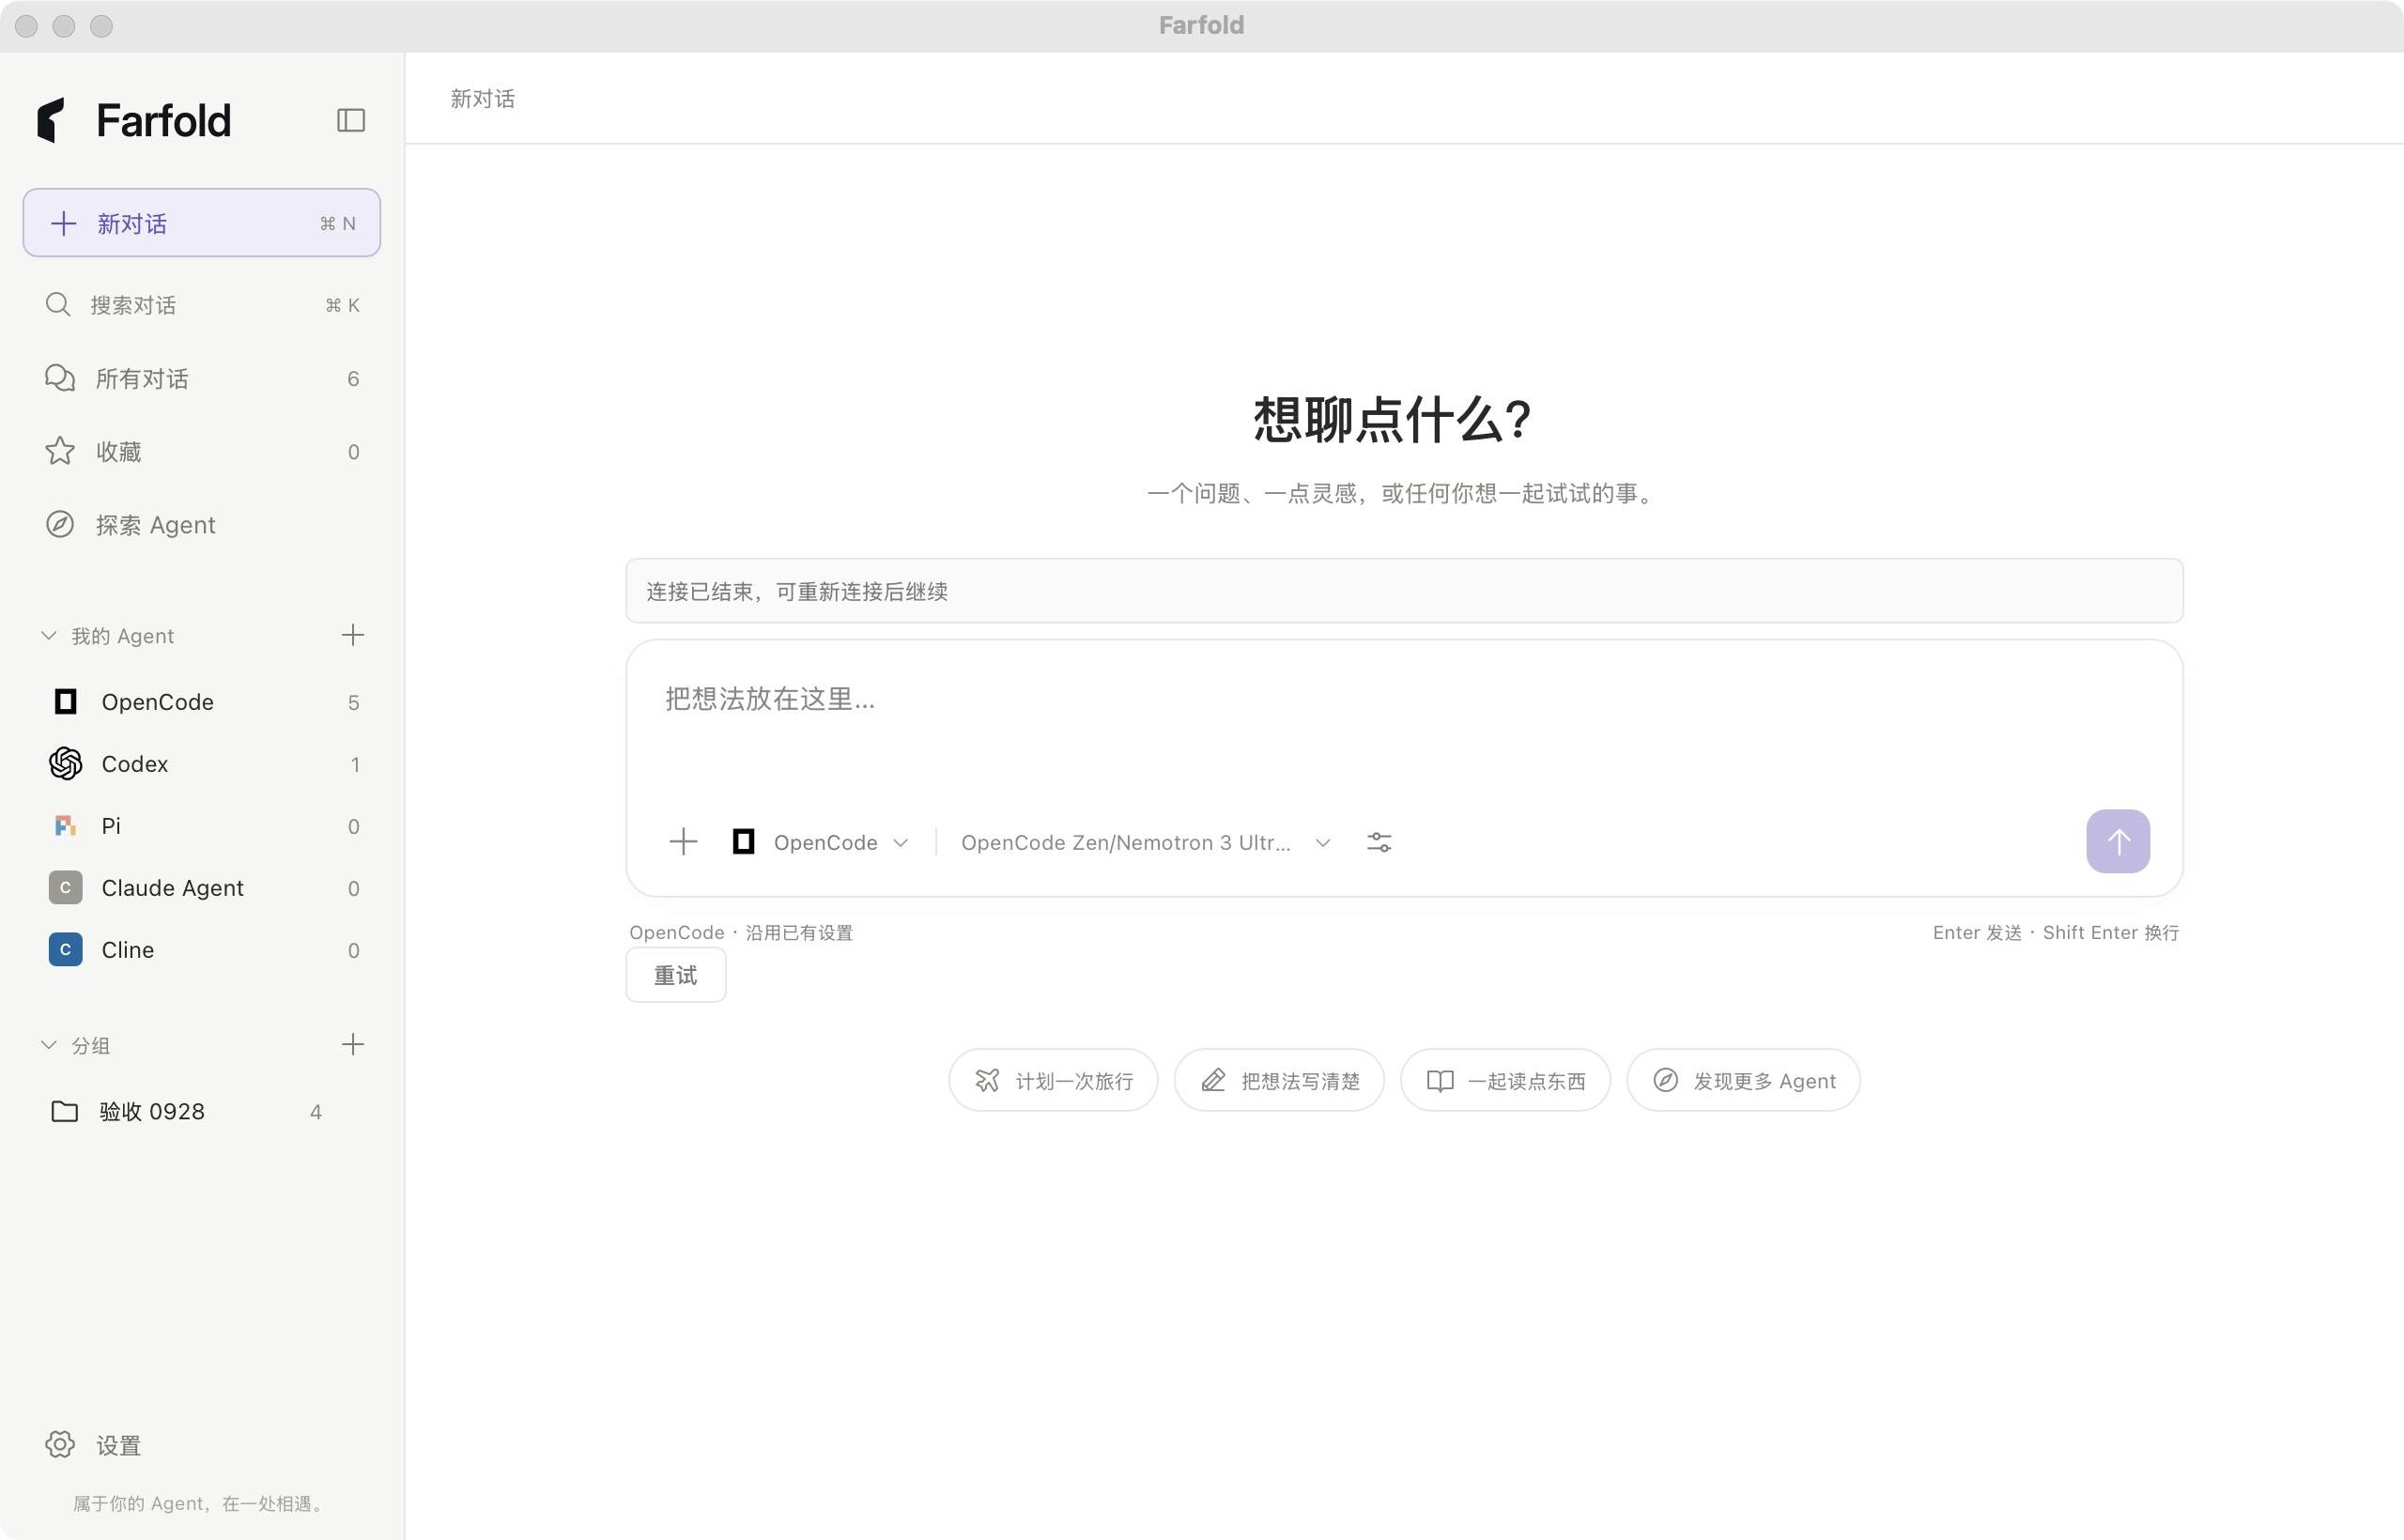 Farfold
Farfold
新对话 ⌘ N
搜索对话 ⌘ K
所有对话 6
收藏 0
探索 Agent
我的 Agent
OpenCode 5
Codex 1
Pi 0
C Claude Agent 0
C Cline 0
分组
验收 0928 4
设置
属于你的 Agent，在一处相遇。
新对话
想聊点什么？
一个问题、一点灵感，或任何你想一起试试的事。
连接已结束，可重新连接后继续
把想法放在这里...
OpenCode OpenCode Zen/Nemotron 3 Ultr...
OpenCode · 沿用已有设置 Enter 发送 · Shift Enter 换行
重试
计划一次旅行 把想法写清楚 一起读点东西 发现更多 Agent